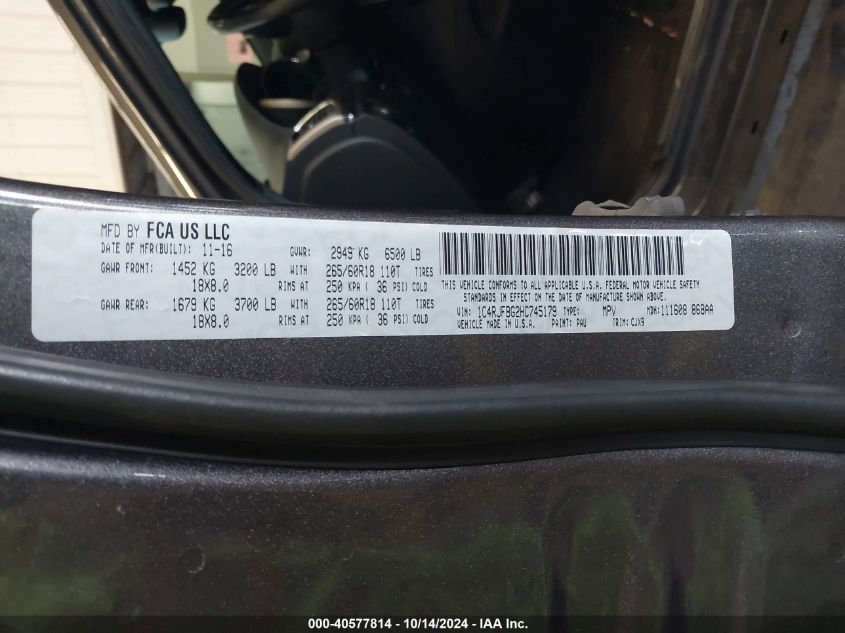 MFD BY FCA US LLC
DATE OF MFR(BUILT): 11-16 GVWR: 2949 KG 6500 LB
GAWR FRONT: 1452 KG 3200 LB WITH 265/60R18 110T TIRES
18X8.0 RIMS AT 250 KPA ( 36 PSI) COLD
GAWR REAR: 1679 KG 3700 LB WITH 265/60R18 110T TIRES
18X8.0 RIMS AT 250 KPA ( 36 PSI) COLD
THIS VEHICLE CONFORMS TO ALL APPLICABLE U.S.A. FEDERAL MOTOR VEHICLE SAFETY
STANDARDS IN EFFECT ON THE DATE OF MANUFACTURE SHOWN ABOVE.
VIN: 1C4RJFBG2HC745179 TYPE: MPV MDH: 111608 868AA
VEHICLE MADE IN U.S.A. PAINT: PAU TRIM: CJX9
000-40577814 - 10/14/2024 - IAA Inc.